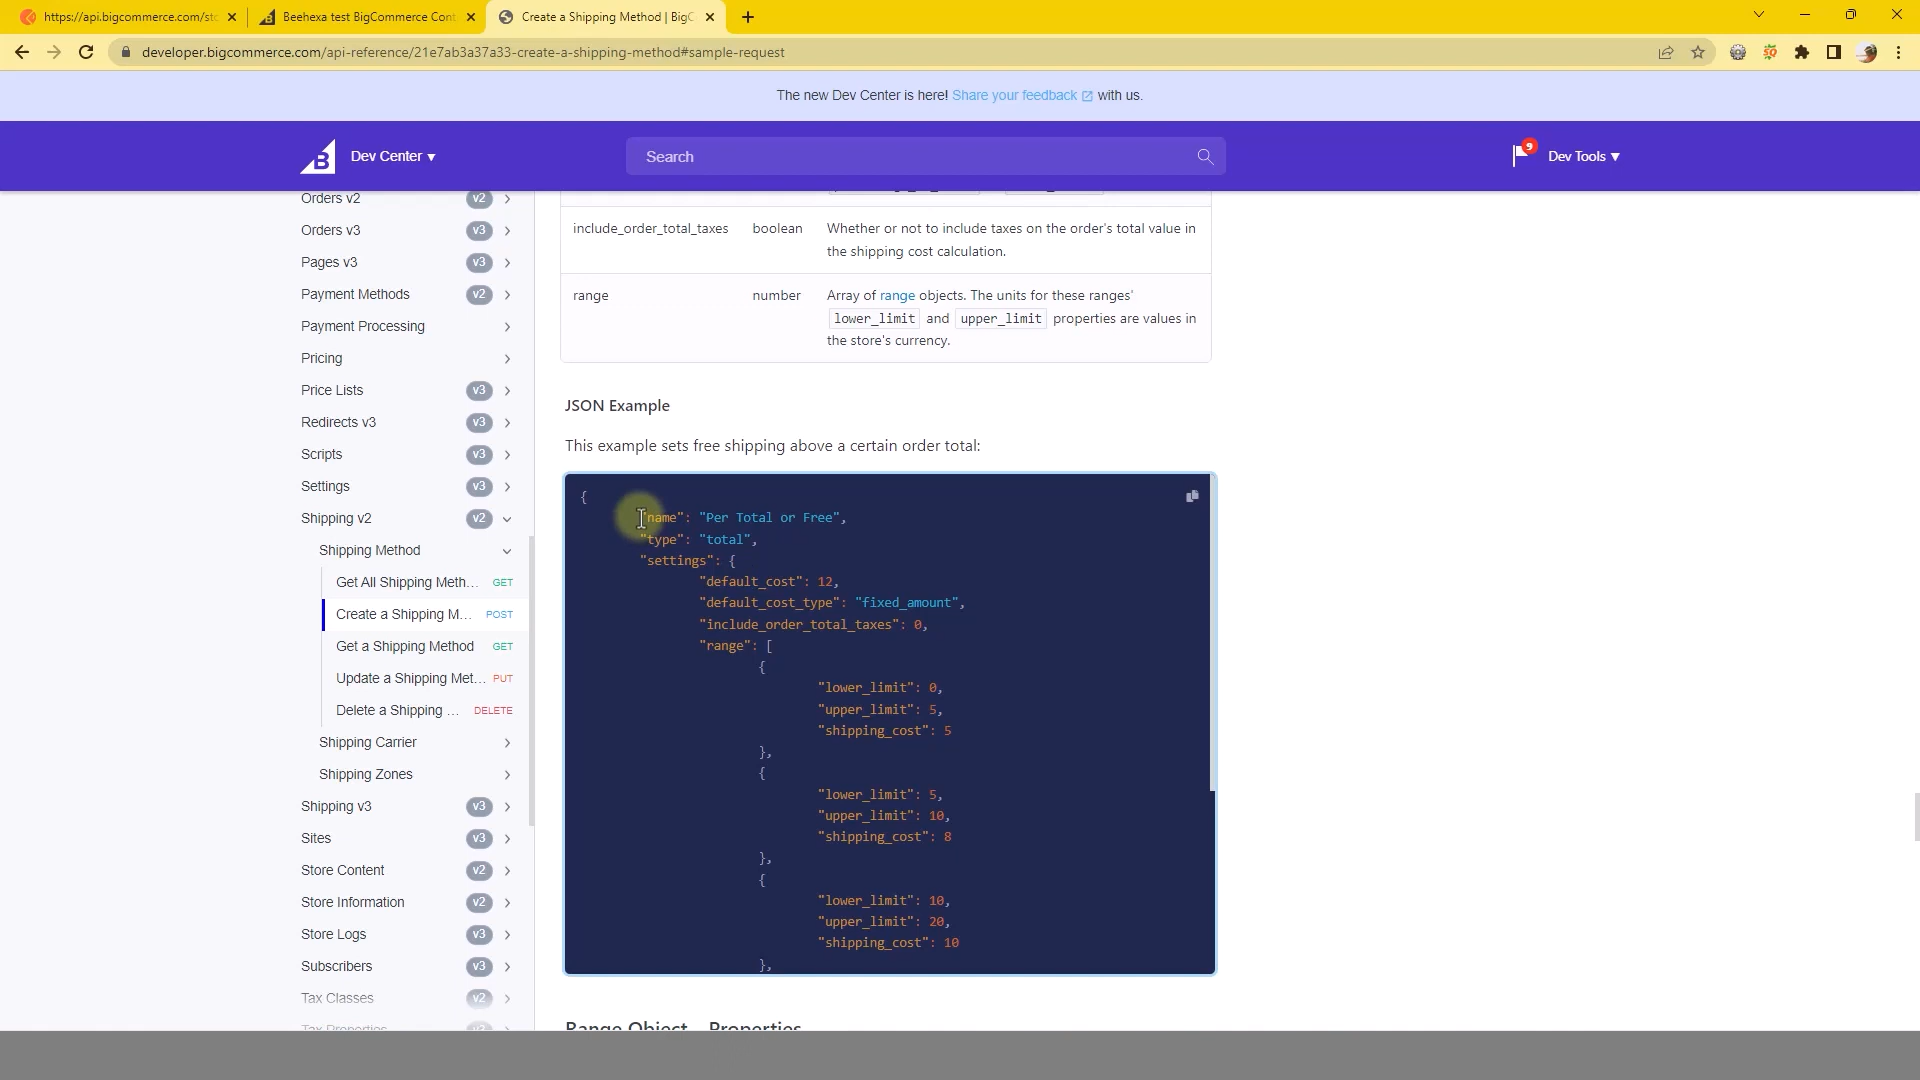 https://api.bigcommerce.com/sto
Beehexa test BigCommerce Cont
Create a Shipping Method | BigC
developer.bigcommerce.com/api-reference/21e7ab3a37a33-create-a-shipping-method#sample-request
The new Dev Center is here! Share your feedback with us.
B Dev Center ▾
Search
9
Dev Tools ▾
Orders v2 v2
Orders v3 v3
Pages v3 v3
Payment Methods v2
Payment Processing
Pricing
Price Lists v3
Redirects v3 v3
Scripts v3
Settings v3
Shipping v2 v2
Shipping Method
Get All Shipping Meth... GET
Create a Shipping M... POST
Get a Shipping Method GET
Update a Shipping Met... PUT
Delete a Shipping ... DELETE
Shipping Carrier
Shipping Zones
Shipping v3 v3
Sites v3
Store Content v2
Store Information v2
Store Logs v3
Subscribers v3
Tax Classes v2
Tax Properties
include_order_total_taxes boolean Whether or not to include taxes on the order's total value in
the shipping cost calculation.
range number Array of range objects. The units for these ranges'
lower_limit and upper_limit properties are values in
the store's currency.
JSON Example
This example sets free shipping above a certain order total:
{
"name": "Per Total or Free",
"type": "total",
"settings": {
"default_cost": 12,
"default_cost_type": "fixed_amount",
"include_order_total_taxes": 0,
"range": [
{
"lower_limit": 0,
"upper_limit": 5,
"shipping_cost": 5
},
{
"lower_limit": 5,
"upper_limit": 10,
"shipping_cost": 8
},
{
"lower_limit": 10,
"upper_limit": 20,
"shipping_cost": 10
},
Range Object - Properties